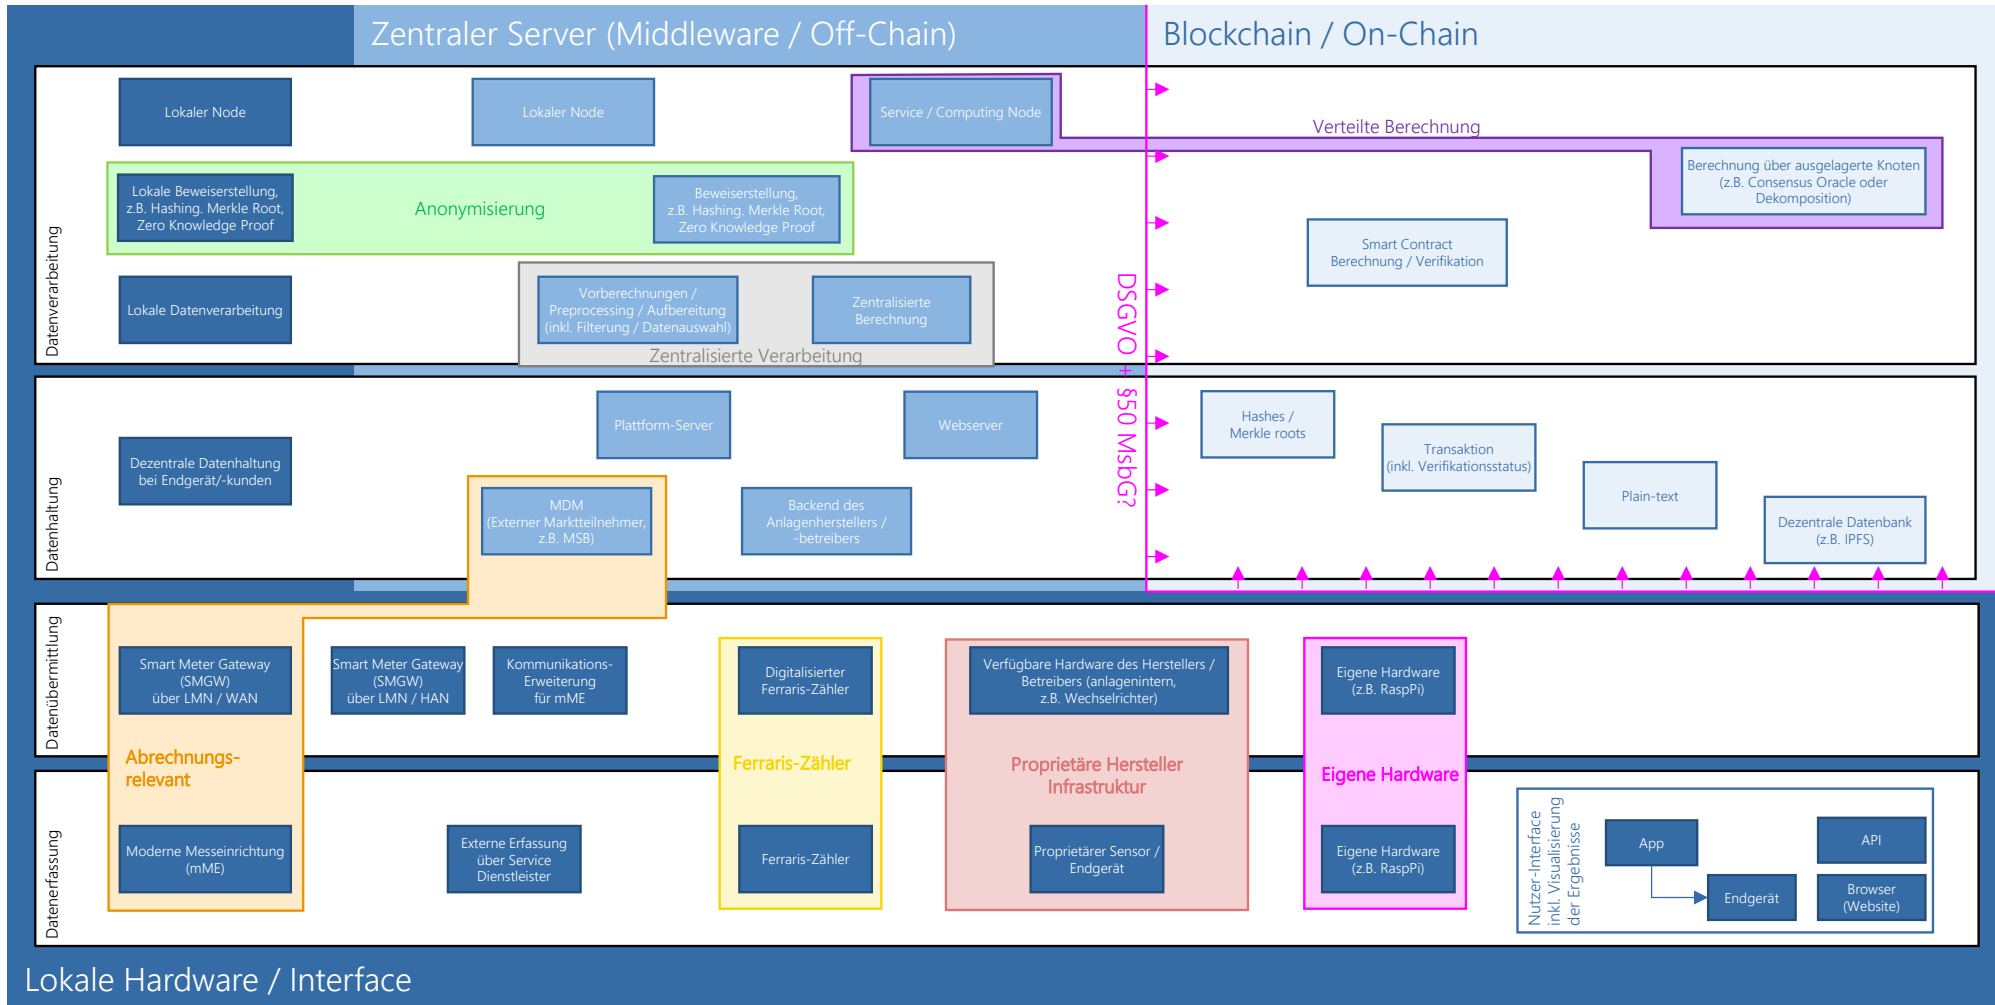 Zentraler Server (Middleware / Off-Chain)
Blockchain / On-Chain
Datenverarbeitung
Lokaler Node
Lokaler Node
Service / Computing Node
Verteilte Berechnung
Berechnung über ausgelagerte Knoten
(z.B. Consensus Oracle oder
Dekomposition)
Lokale Beweiserstellung,
z.B. Hashing. Merkle Root,
Zero Knowledge Proof
Anonymisierung
Beweiserstellung,
z.B. Hashing. Merkle Root,
Zero Knowledge Proof
Smart Contract
Berechnung / Verifikation
Lokale Datenverarbeitung
Vorberechnungen /
Preprocessing / Aufbereitung
(inkl. Filterung / Datenauswahl)
Zentralisierte
Berechnung
Zentralisierte Verarbeitung
DSGVO + §50 MsbG?
Datenhaltung
Dezentrale Datenhaltung
bei Endgerät/-kunden
Plattform-Server
Webserver
MDM
(Externer Marktteilnehmer,
z.B. MSB)
Backend des
Anlagenherstellers /
-betreibers
Hashes /
Merkle roots
Transaktion
(inkl. Verifikationsstatus)
Plain-text
Dezentrale Datenbank
(z.B. IPFS)
Datenübermittlung
Smart Meter Gateway
(SMGW)
über LMN / WAN
Smart Meter Gateway
(SMGW)
über LMN / HAN
Kommunikations-
Erweiterung
für mME
Digitalisierter
Ferraris-Zähler
Verfügbare Hardware des Herstellers /
Betreibers (anlagenintern,
z.B. Wechselrichter)
Eigene Hardware
(z.B. RaspPi)
Abrechnungs-
relevant
Ferraris-Zähler
Proprietäre Hersteller
Infrastruktur
Eigene Hardware
Datenerfassung
Moderne Messeinrichtung
(mME)
Externe Erfassung
über Service
Dienstleister
Ferraris-Zähler
Proprietärer Sensor /
Endgerät
Eigene Hardware
(z.B. RaspPi)
Nutzer-Interface
inkl. Visualisierung
der Ergebnisse
App
Endgerät
API
Browser
(Website)
Lokale Hardware / Interface